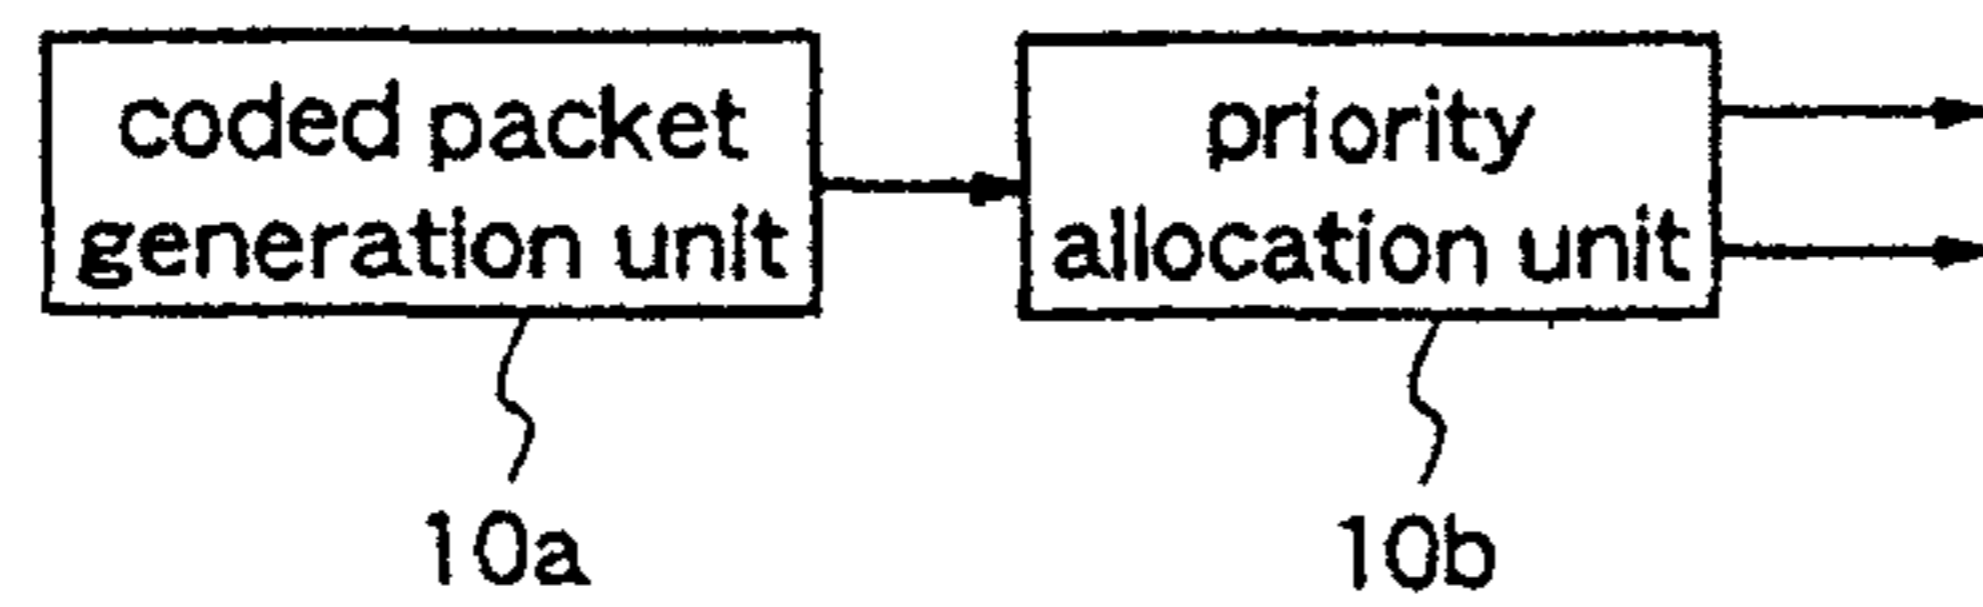 coded packet
generation unit
priority
allocation unit
10a
10b